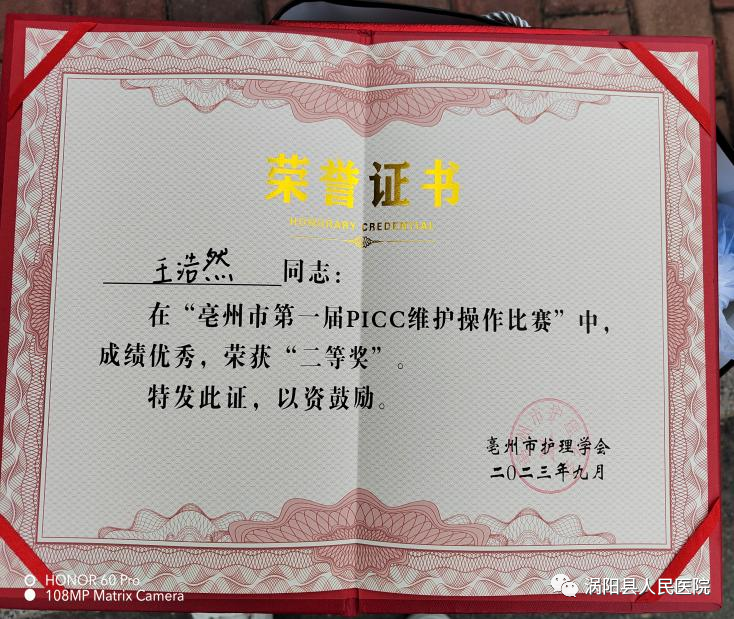 荣誉证书
HONORARY CREDENTIAL
王浩然 同志：
在“亳州市第一届PICC维护操作比赛”中，
成绩优秀，荣获“二等奖”。
特发此证，以资鼓励。
亳州市护理学会
二〇二三年九月
HONOR 60 Pro
108MP Matrix Camera
涡阳县人民医院